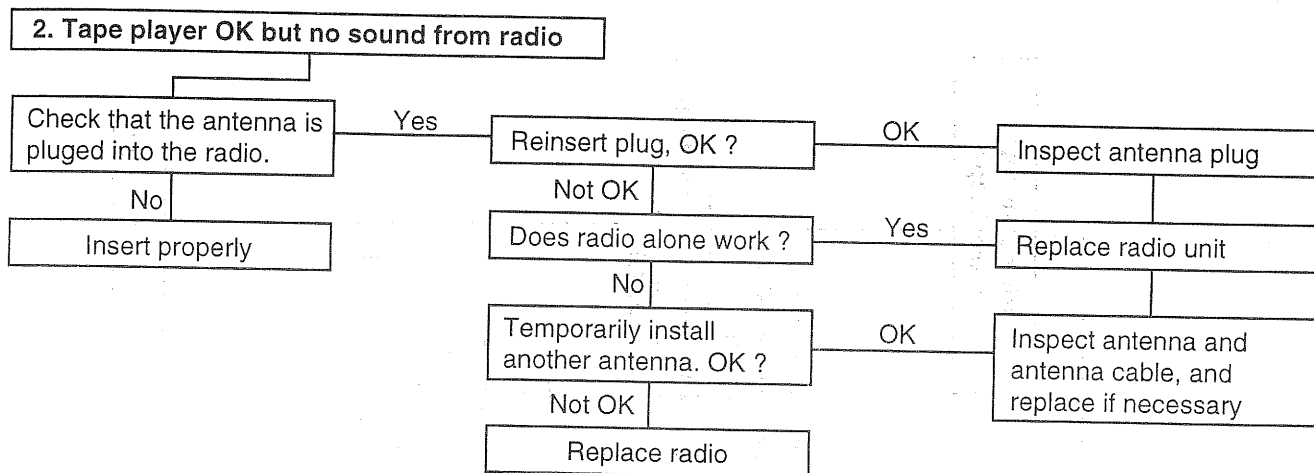 2. Tape player OK but no sound from radio
Check that the antenna is
pluged into the radio.
Yes
Reinsert plug, OK ?
OK
Inspect antenna plug
No
Not OK
Insert properly
Does radio alone work ?
Yes
Replace radio unit
No
Temporarily install
another antenna. OK ?
OK
Inspect antenna and
antenna cable, and
replace if necessary
Not OK
Replace radio